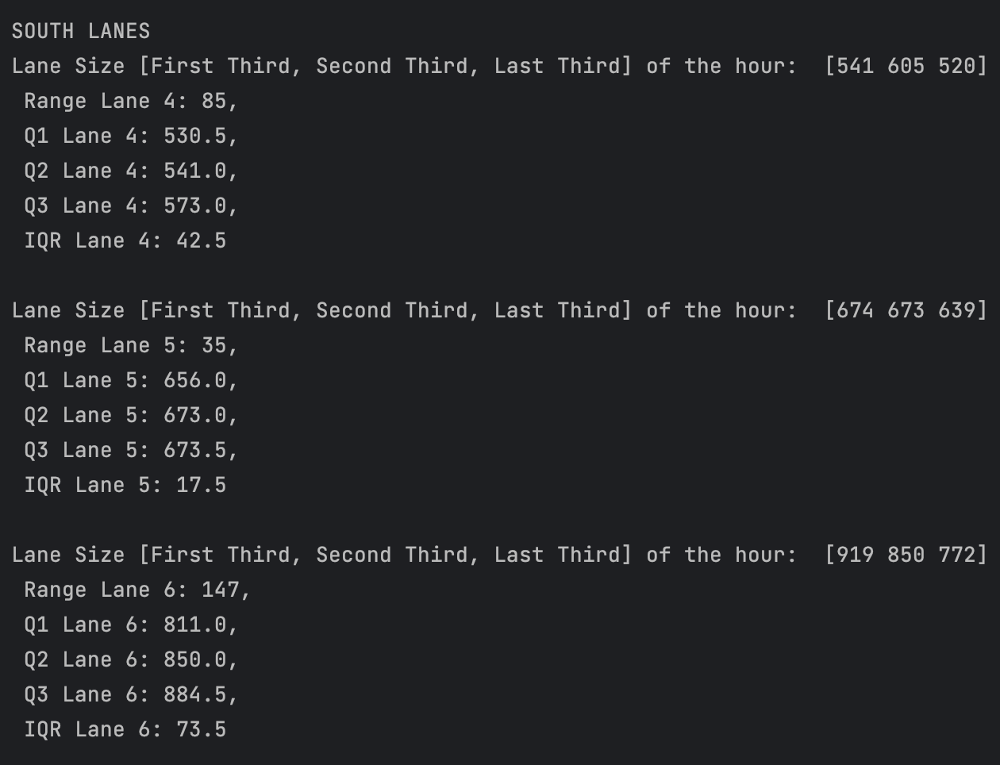 SOUTH LANES
Lane Size [First Third, Second Third, Last Third] of the hour:  [541 605 520]
 Range Lane 4: 85,
 Q1 Lane 4: 530.5,
 Q2 Lane 4: 541.0,
 Q3 Lane 4: 573.0,
 IQR Lane 4: 42.5

Lane Size [First Third, Second Third, Last Third] of the hour:  [674 673 639]
 Range Lane 5: 35,
 Q1 Lane 5: 656.0,
 Q2 Lane 5: 673.0,
 Q3 Lane 5: 673.5,
 IQR Lane 5: 17.5

Lane Size [First Third, Second Third, Last Third] of the hour:  [919 850 772]
 Range Lane 6: 147,
 Q1 Lane 6: 811.0,
 Q2 Lane 6: 850.0,
 Q3 Lane 6: 884.5,
 IQR Lane 6: 73.5